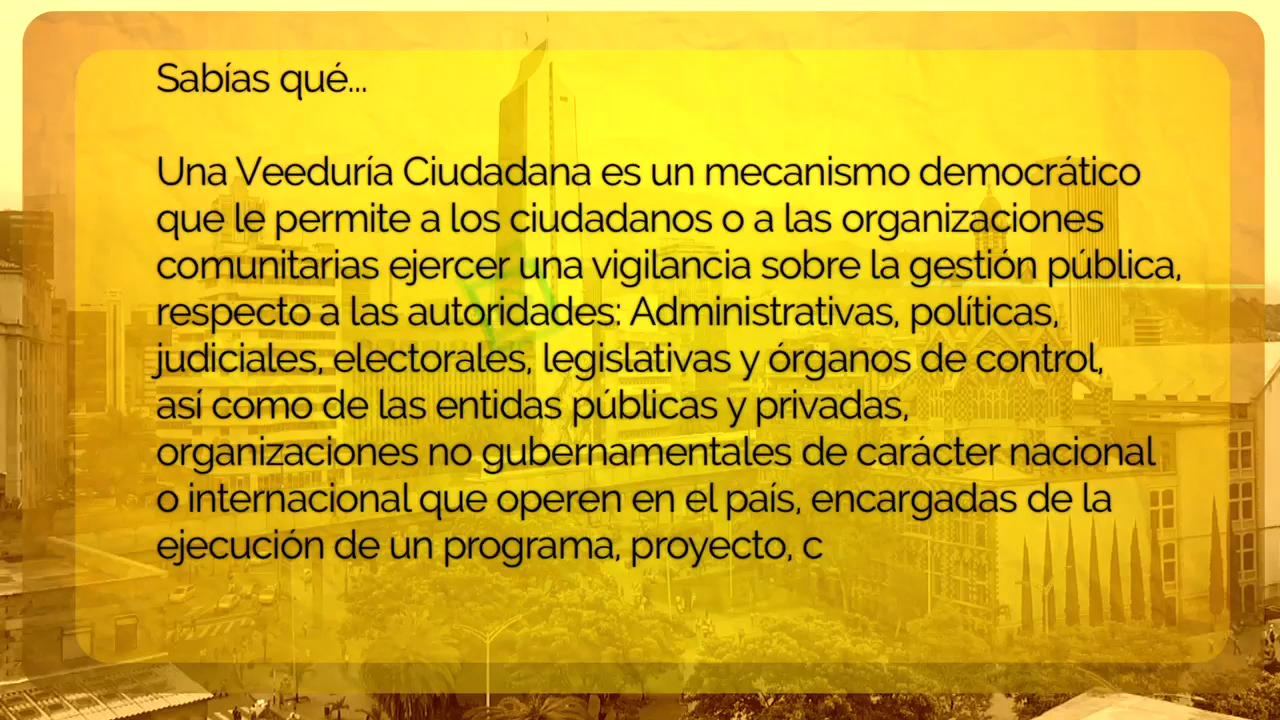 Sabías qué...
Una Veeduría Ciudadana es un mecanismo democrático
que le permite a los ciudadanos o a las organizaciones
comunitarias ejercer una vigilancia sobre la gestión pública,
respecto a las autoridades: Administrativas, políticas,
judiciales, electorales, legislativas y órganos de control,
así como de las entidas públicas y privadas,
organizaciones no gubernamentales de carácter nacional
o internacional que operen en el país, encargadas de la
ejecución de un programa, proyecto, c